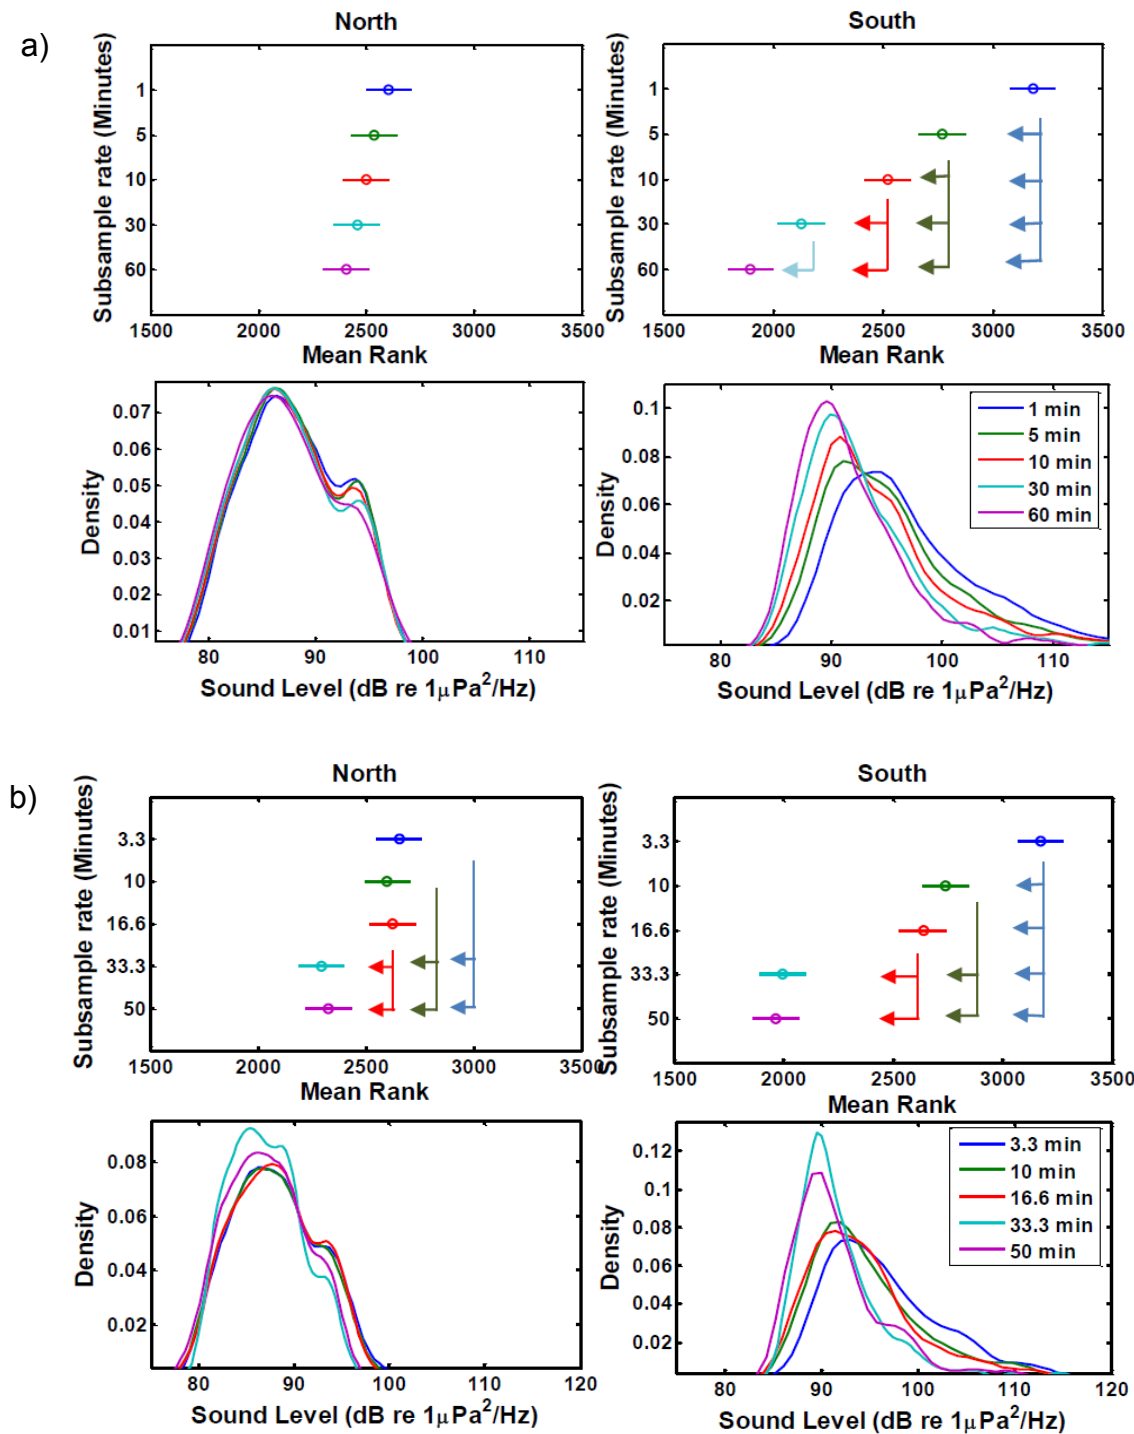 a)
North
South
Subsample rate (Minutes)
1
5
10
30
60
1500 2000 2500 3000 3500
Mean Rank
Subsample rate (Minutes)
1
5
10
30
60
1500 2000 2500 3000 3500
Mean Rank
Density
0.07
0.06
0.05
0.04
0.03
0.02
0.01
80 90 100 110
Sound Level (dB re 1μPa²/Hz)
Density
0.1
0.08
0.06
0.04
0.02
1 min
5 min
10 min
30 min
60 min
80 90 100 110
Sound Level (dB re 1μPa²/Hz)
b)
North
South
Subsample rate (Minutes)
3.3
10
16.6
33.3
50
1500 2000 2500 3000 3500
Mean Rank
Subsample rate (Minutes)
3.3
10
16.6
33.3
50
1500 2000 2500 3000 3500
Mean Rank
Density
0.08
0.06
0.04
0.02
80 90 100 110 120
Sound Level (dB re 1μPa²/Hz)
Density
0.12
0.1
0.08
0.06
0.04
0.02
3.3 min
10 min
16.6 min
33.3 min
50 min
80 90 100 110 120
Sound Level (dB re 1μPa²/Hz)